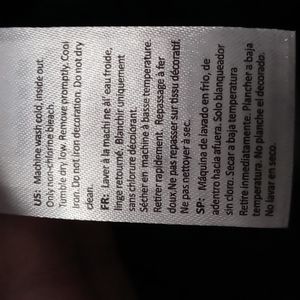 US: Machine wash cold, inside out.
Only non-chlorine bleach.
Tumble dry low. Remove promptly. Cool
iron. Do not iron decoration. Do not dry
clean.
FR: Laver à la machine àl' eau froide,
linge retourné. Blanchir uniquement
sans chlorure décolorant.
Sécher en machine à basse température.
Retirer rapidement. Repassage à fer
doux.Ne pas repasser sur tissu décoratif.
Ne pas nettoyer à sec.
SP: Máquina de lavado en frío, de
adentro hacia afuera. Solo blanqueador
sin cloro. Secar a baja temperatura
Retire inmediatamente. Plancher a baja
temperatura. No planche el decorado.
No lavar en seco.